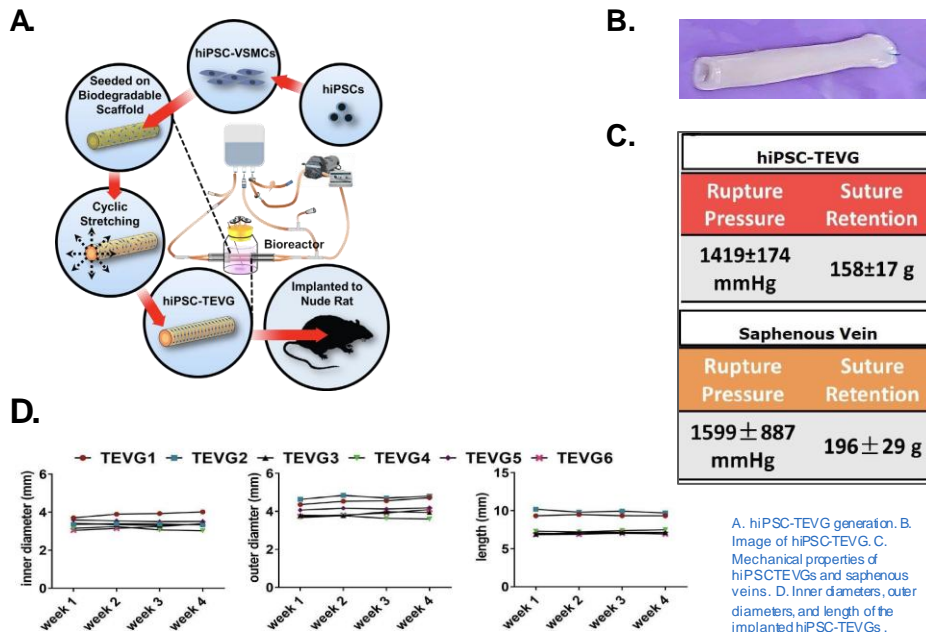 A.
hiPSC-VSMCs
Seeded on
Biodegradable
Scaffold
hiPSCs
Cyclic
Stretching
Bioreactor
hiPSC-TEVG
Implanted to
Nude Rat
B.
C.
hiPSC-TEVG
Rupture Pressure
Suture Retention
1419±174 mmHg
158±17 g
Saphenous Vein
Rupture Pressure
Suture Retention
1599±887 mmHg
196±29 g
D.
TEVG1 TEVG2 TEVG3 TEVG4 TEVG5 TEVG6
inner diameter (mm)
6
4
2
0
week 1 week 2 week 3 week 4
outer diamter (mm)
6
4
2
0
week 1 week 2 week 3 week 4
length (mm)
15
10
5
0
week 1 week 2 week 3 week 4
A. hiPSC-TEVG generation. B.
Image of hiPSC-TEVG. C.
Mechanical properties of
hiPSCTEVGs and saphenous
veins. D. Inner diameters, outer
diameters, and length of the
implanted hiPSC-TEVGs.